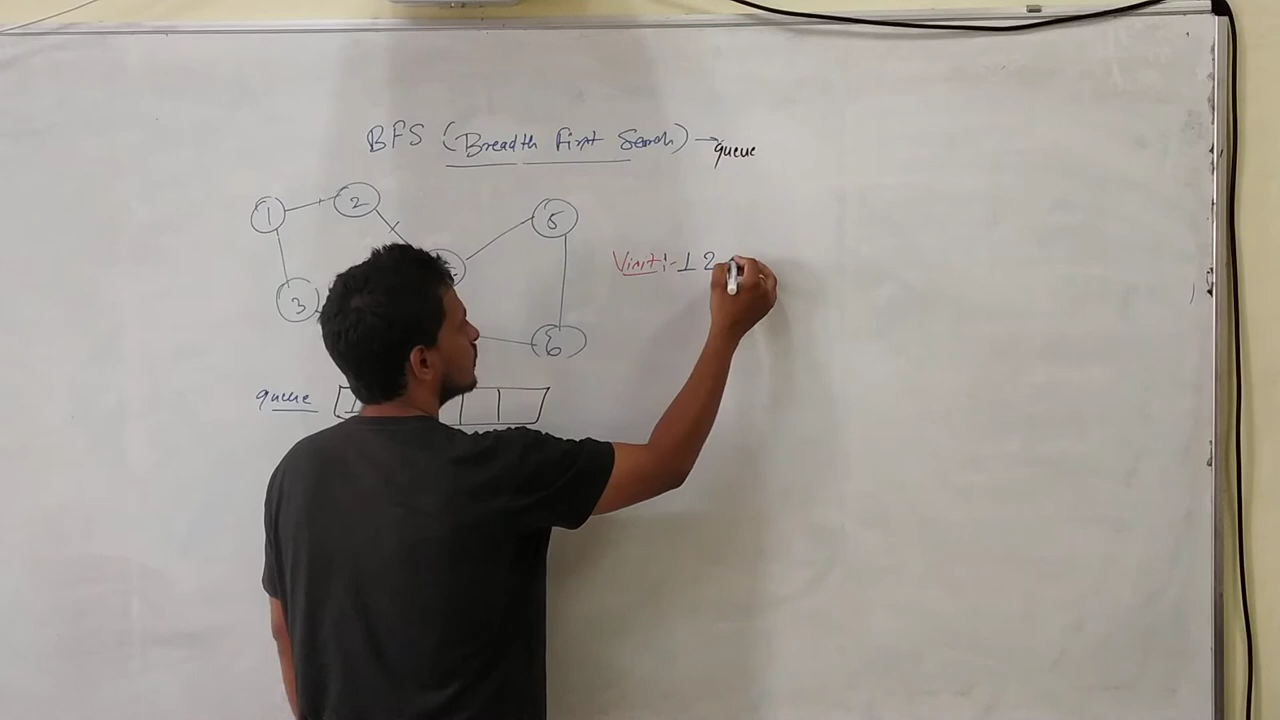 BFS (Breadth First Search) → queue
1 2 5
Visit:- 1 2
3
6
queue